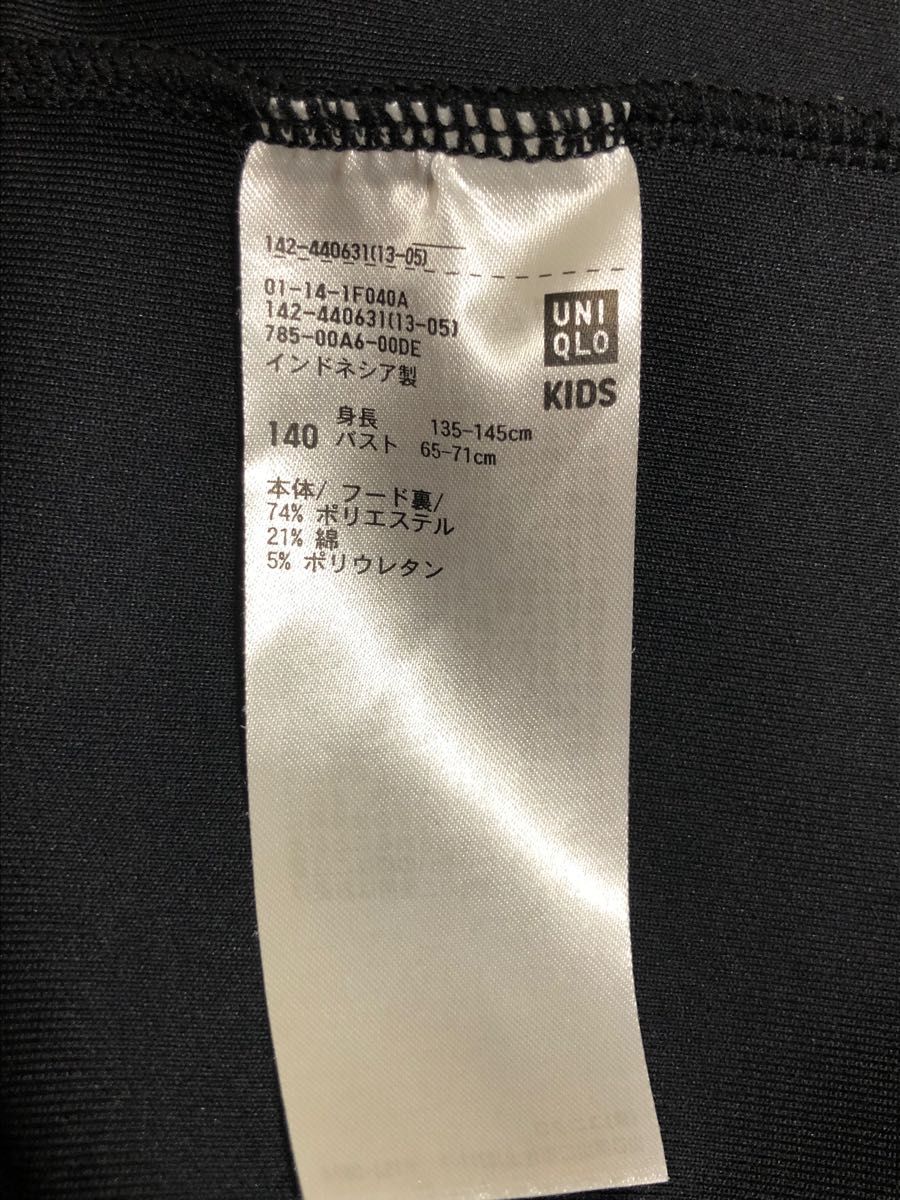 142-440631(13-05)
01-14-1F040A
142-440631(13-05)
785-00A6-00DE
インドネシア製
UNI
QLO
KIDS
140 身長 135-145cm
バスト 65-71cm
本体/ フード裏/
74% ポリエステル
21% 綿
5% ポリウレタン